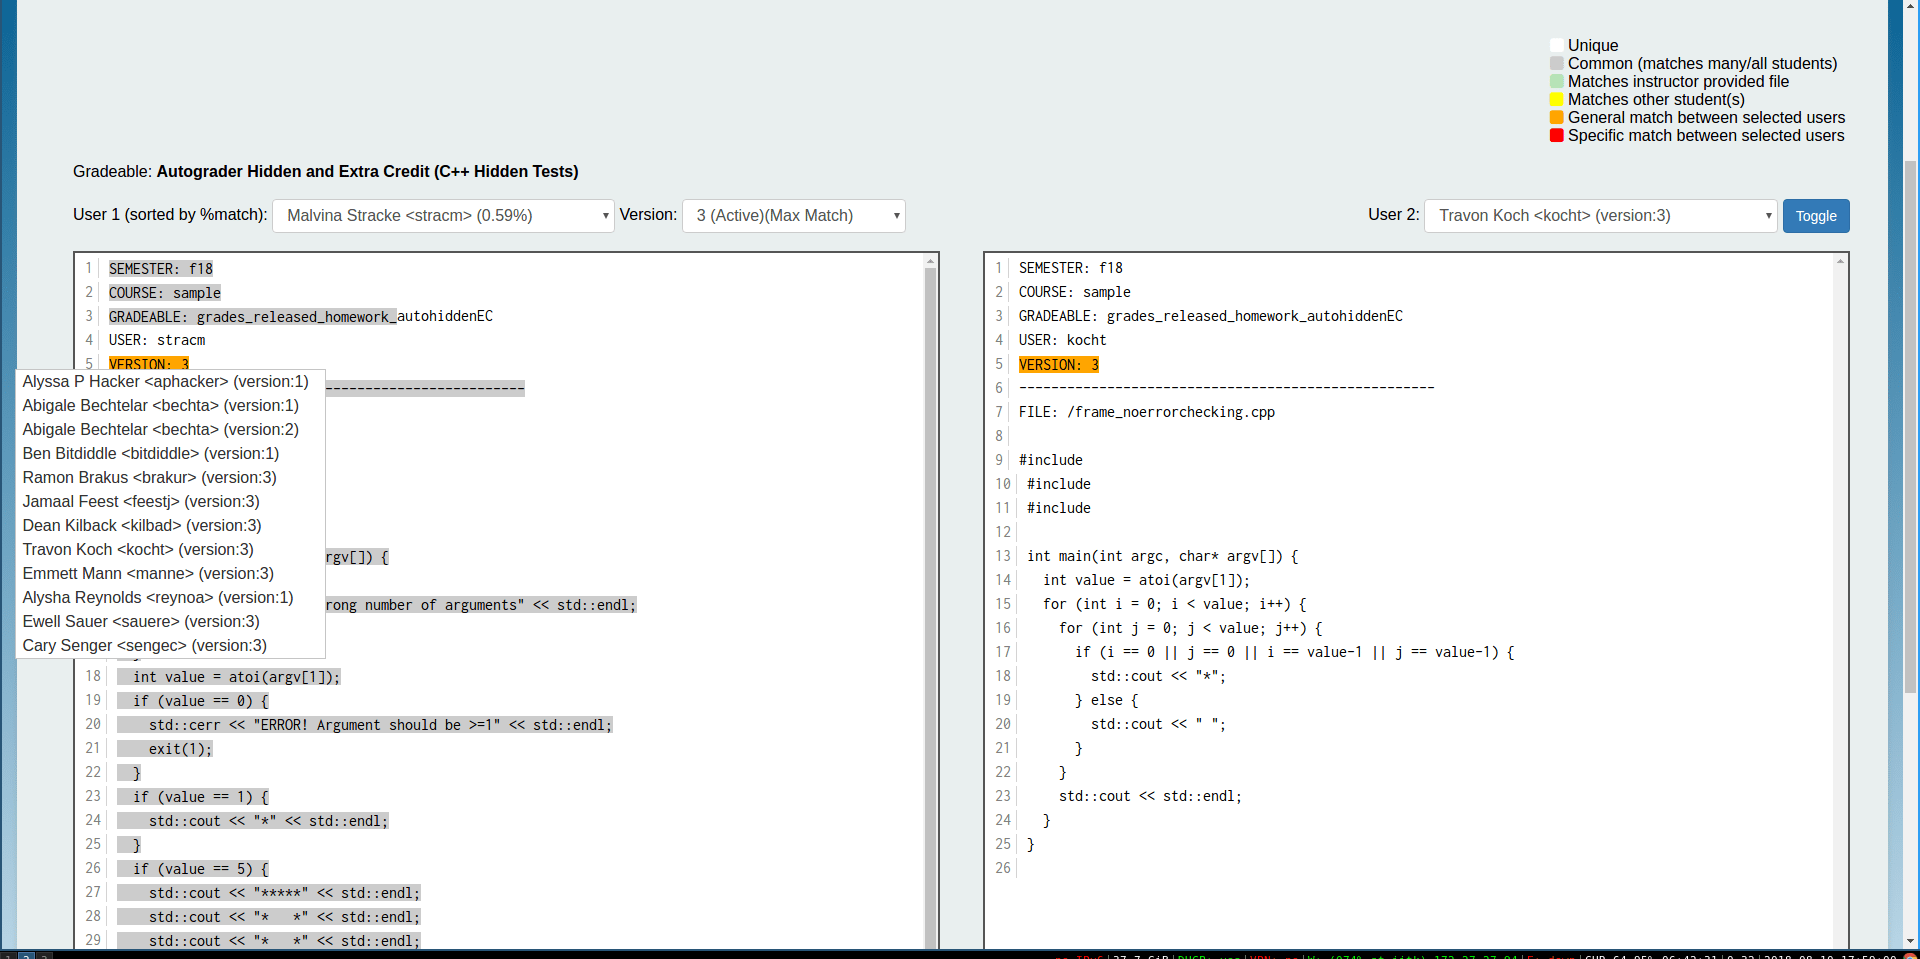 Unique
Common (matches many/all students)
Matches instructor provided file
Matches other student(s)
General match between selected users
Specific match between selected users
Gradeable: Autograder Hidden and Extra Credit (C++ Hidden Tests)
User 1 (sorted by %match): Malvina Stracke <stracm> (0.59%) Version: 3 (Active)(Max Match) User 2: Travon Koch <kocht> (version:3) Toggle
1 SEMESTER: f18
2 COURSE: sample
3 GRADEABLE: grades_released_homework_autohiddenEC
4 USER: stracm
5 VERSION: 3
--------------------------
Alyssa P Hacker <aphacker> (version:1)
Abigale Bechtelar <bechta> (version:1)
Abigale Bechtelar <bechta> (version:2)
Ben Bitdiddle <bitdiddle> (version:1)
Ramon Brakus <brakur> (version:3)
Jamaal Feest <feestj> (version:3)
Dean Kilback <kilbad> (version:3)
Travon Koch <kocht> (version:3)
Emmett Mann <manne> (version:3)
Alysha Reynolds <reynoa> (version:1)
Ewell Sauer <sauere> (version:3)
Cary Senger <sengec> (version:3)
rgv[]) {
rong number of arguments" << std::endl;
18 int value = atoi(argv[1]);
19 if (value == 0) {
20 std::cerr << "ERROR! Argument should be >=1" << std::endl;
21 exit(1);
22 }
23 if (value == 1) {
24 std::cout << "*" << std::endl;
25 }
26 if (value == 5) {
27 std::cout << "*****" << std::endl;
28 std::cout << "*   *" << std::endl;
29 std::cout << "*   *" << std::endl;
1 SEMESTER: f18
2 COURSE: sample
3 GRADEABLE: grades_released_homework_autohiddenEC
4 USER: kocht
5 VERSION: 3
6 ----------------------------------------------------
7 FILE: /frame_noerrorchecking.cpp
8
9 #include
10 #include
11 #include
12
13 int main(int argc, char* argv[]) {
14 int value = atoi(argv[1]);
15 for (int i = 0; i < value; i++) {
16 for (int j = 0; j < value; j++) {
17 if (i == 0 || j == 0 || i == value-1 || j == value-1) {
18 std::cout << "*";
19 } else {
20 std::cout << " ";
21 }
22 }
23 std::cout << std::endl;
24 }
25 }
26